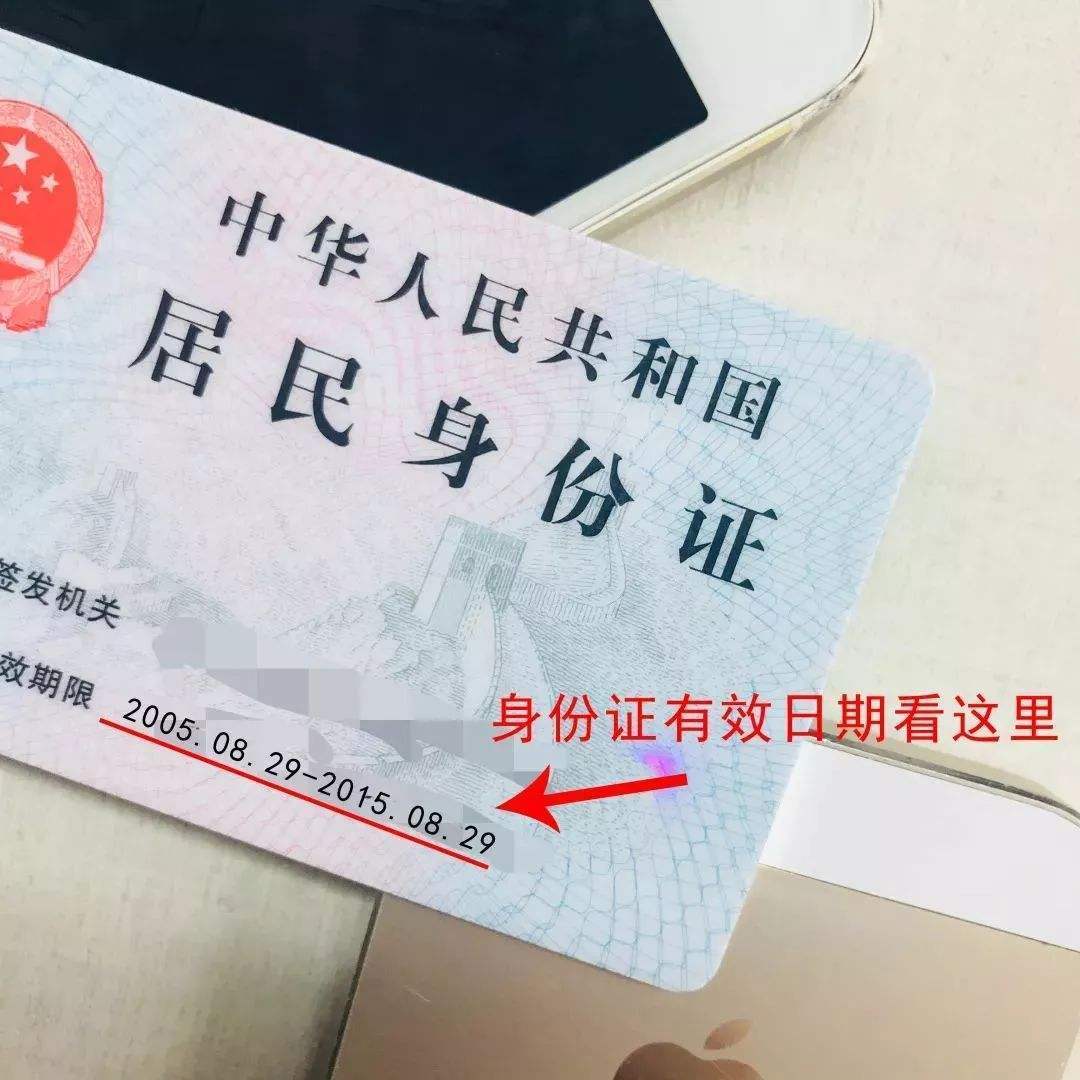 中华人民共和国
居民身份证
签发机关
效期限
2005.08.29-2015.08.29
身份证有效日期看这里